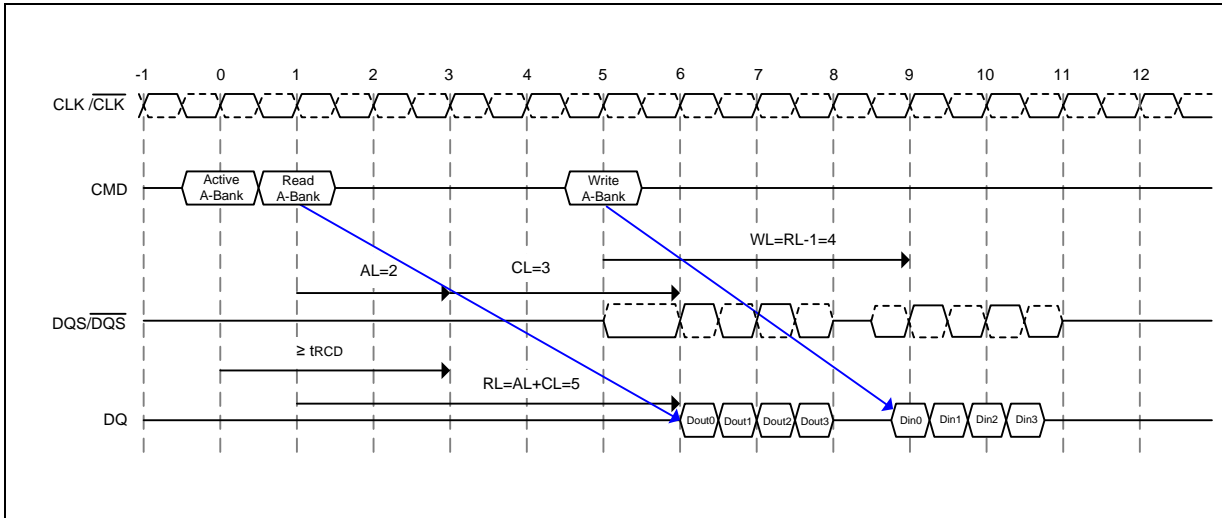 -1 0 1 2 3 4 5 6 7 8 9 10 11 12
CLK /CLK
CMD
Active
A-Bank
Read
A-Bank
Write
A-Bank
WL=RL-1=4
AL=2
CL=3
DQS/DQS
≥ tRCD
RL=AL+CL=5
DQ
Dout0 Dout1 Dout2 Dout3 Din0 Din1 Din2 Din3